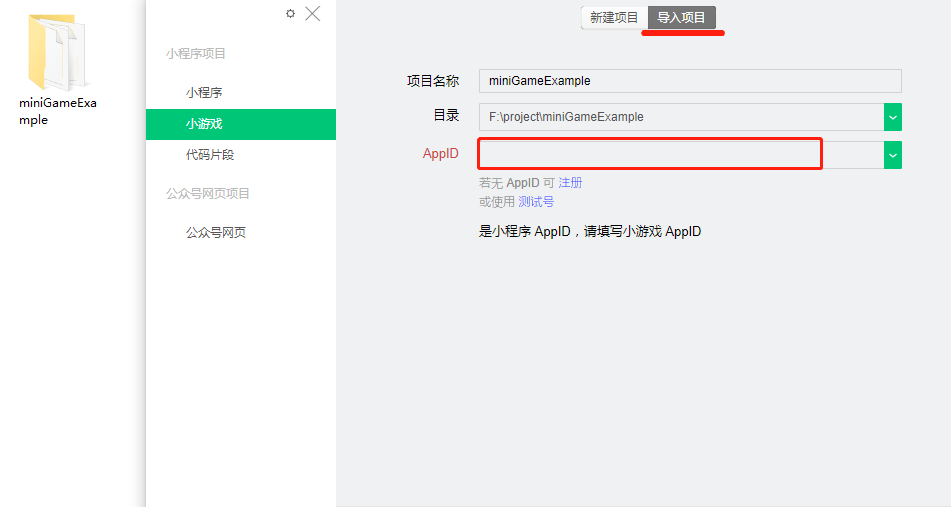 miniGameExa
mple
小程序项目
小程序
小游戏
代码片段
公众号网页项目
公众号网页
新建项目 导入项目
项目名称 miniGameExample
目录 F:\project\miniGameExample
AppID
若无 AppID 可 注册
或使用 测试号
是小程序 AppID，请填写小游戏 AppID